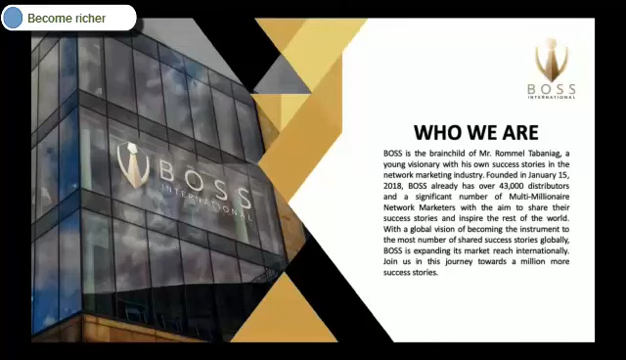 Become richer
BOSS
INTERNATIONAL
BOSS
INTERNATIONAL
WHO WE ARE
BOSS is the brainchild of Mr. Rommel Tabaniag, a
young visionary with his own success stories in the
network marketing industry. Founded in January 15,
2018, BOSS already has over 43,000 distributors
and a significant number of Multi-Millionaire
Network Marketers with the aim to share their
success stories and inspire the rest of the world.
With a global vision of becoming the instrument to
the most number of shared success stories globally,
BOSS is expanding its market reach internationally.
Join us in this journey towards a million more
success stories.